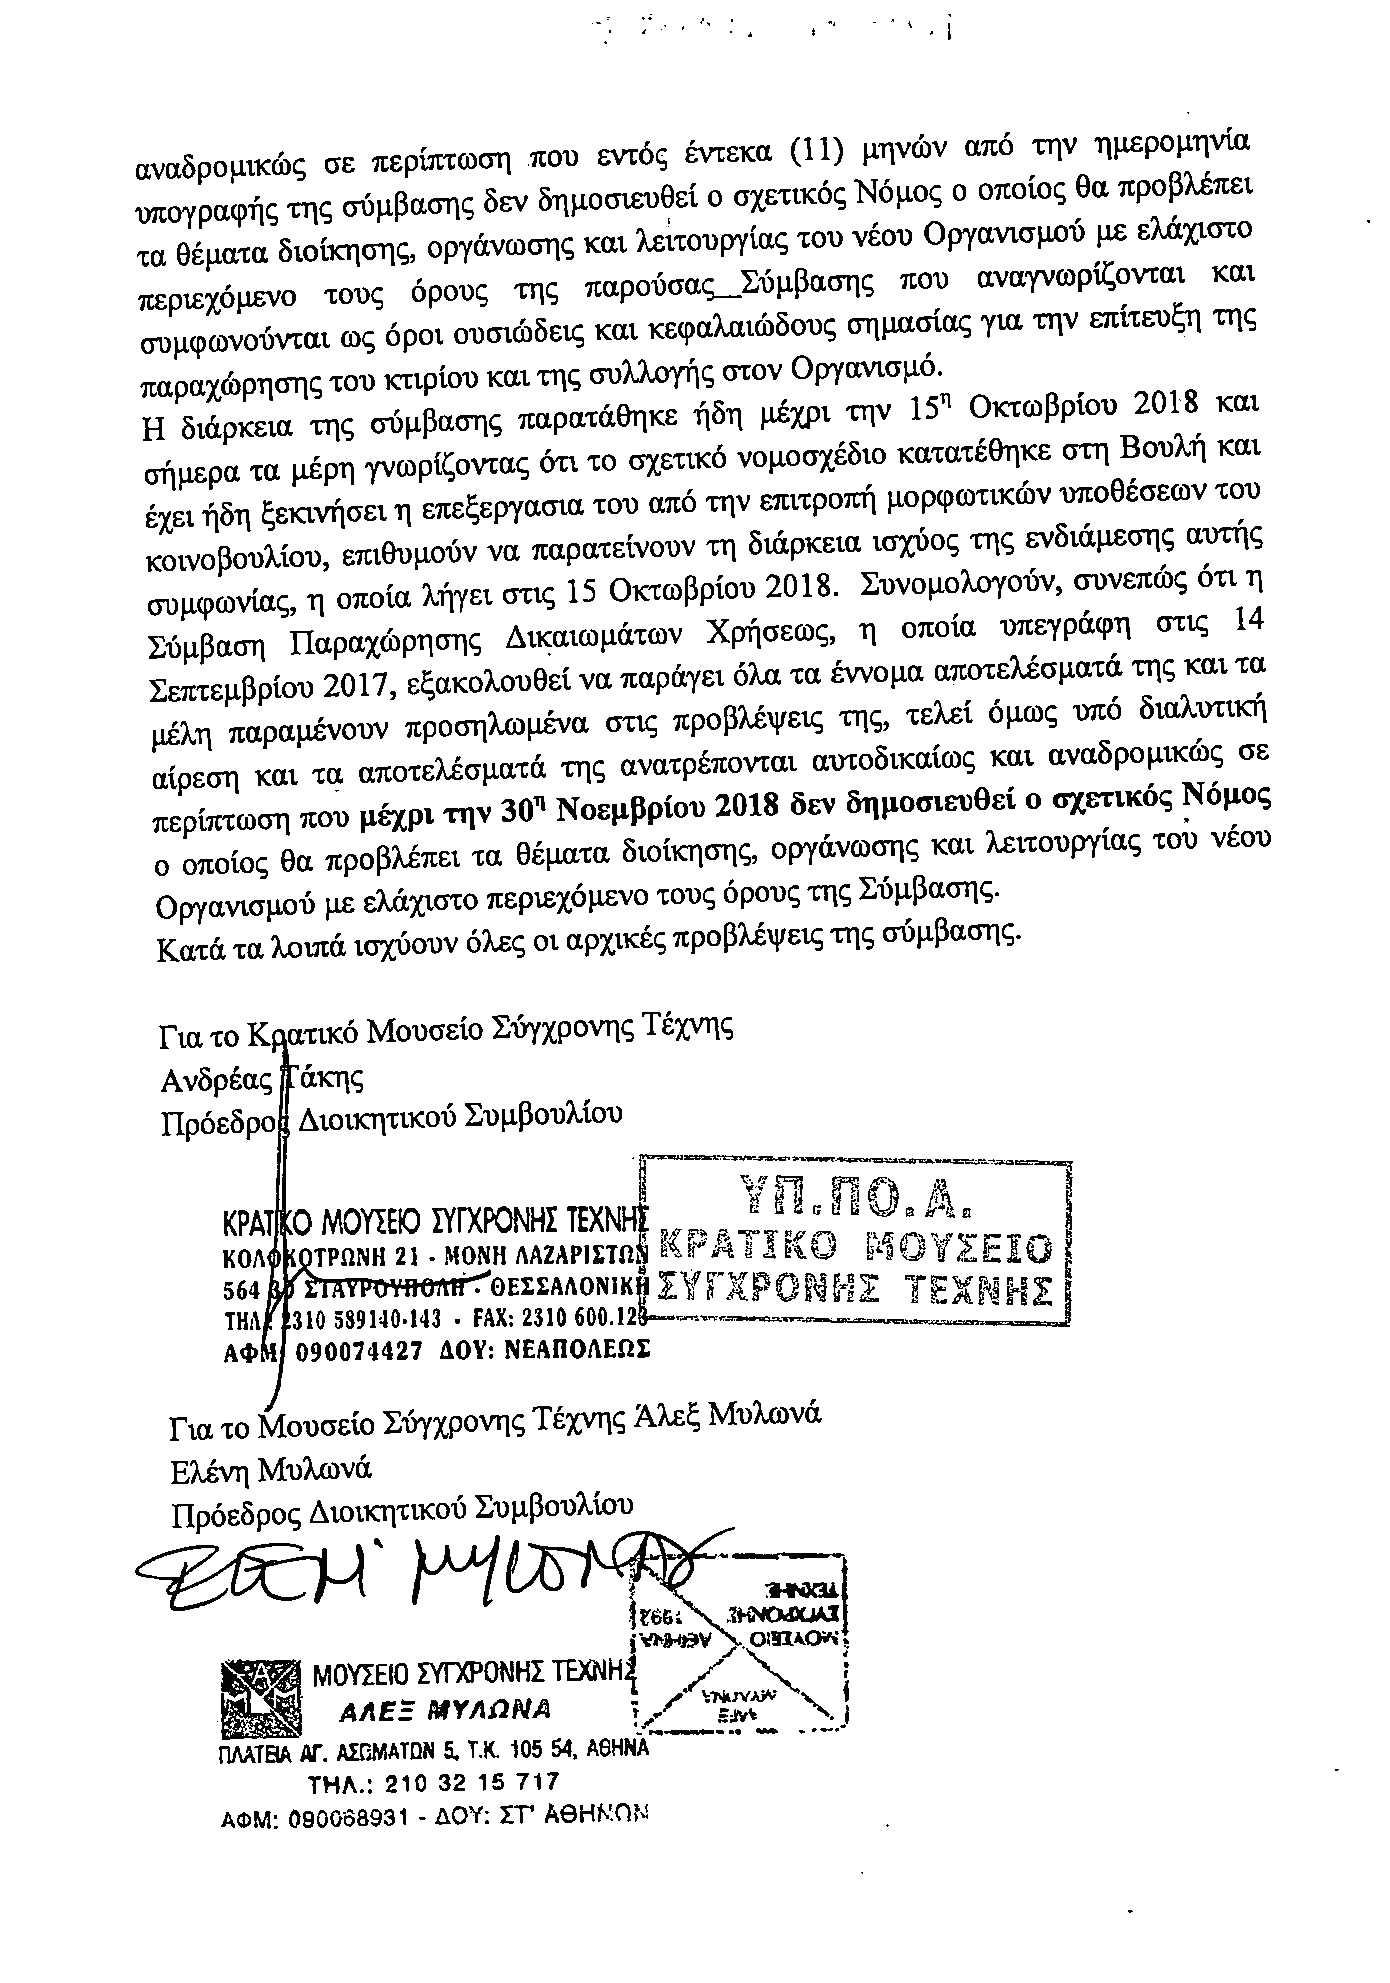 αναδρομικώς σε περίπτωση που εντός έντεκα (11) μηνών από την ημερομηνία
υπογραφής της σύμβασης δεν δημοσιευθεί ο σχετικός Νόμος ο οποίος θα προβλέπει
τα θέματα διοίκησης, οργάνωσης και λειτουργίας του νέου Οργανισμού με ελάχιστο
περιεχόμενο τους όρους της παρούσας_Σύμβασης που αναγνωρίζονται και
συμφωνούνται ως όροι ουσιώδεις και κεφαλαιώδους σημασίας για την επίτευξη της
παραχώρησης του κτιρίου και της συλλογής στον Οργανισμό.
Η διάρκεια της σύμβασης παρατάθηκε ήδη μέχρι την 15η Οκτωβρίου 2018 και
σήμερα τα μέρη γνωρίζοντας ότι το σχετικό νομοσχέδιο κατατέθηκε στη Βουλή και
έχει ήδη ξεκινήσει η επεξεργασια του από την επιτροπή μορφωτικών υποθέσεων του
κοινοβουλίου, επιθυμούν να παρατείνουν τη διάρκεια ισχύος της ενδιάμεσης αυτής
συμφωνίας, η οποία λήγει στις 15 Οκτωβρίου 2018. Συνομολογούν, συνεπώς ότι η
Σύμβαση Παραχώρησης Δικαιωμάτων Χρήσεως, η οποία υπεγράφη στις 14
Σεπτεμβρίου 2017, εξακολουθεί να παράγει όλα τα έννομα αποτελέσματά της και τα
μέλη παραμένουν προσηλωμένα στις προβλέψεις της, τελεί όμως υπό διαλυτική
αίρεση και τα αποτελέσματά της ανατρέπονται αυτοδικαίως και αναδρομικώς σε
περίπτωση που μέχρι την 30η Νοεμβρίου 2018 δεν δημοσιευθεί ο σχετικός Νόμος
ο οποίος θα προβλέπει τα θέματα διοίκησης, οργάνωσης και λειτουργίας του νέου
Οργανισμού με ελάχιστο περιεχόμενο τους όρους της Σύμβασης.
Κατά τα λοιπά ισχύουν όλες οι αρχικές προβλέψεις της σύμβασης.
Για το Κρατικό Μουσείο Σύγχρονης Τέχνης
Ανδρέας Τάκης
Πρόεδρος Διοικητικού Συμβουλίου
ΥΠ.ΠΟ.Α.
ΚΡΑΤΙΚΟ ΜΟΥΣΕΙΟ
ΣΥΓΧΡΟΝΗΣ ΤΕΧΝΗΣ
ΚΡΑΤΙΚΟ ΜΟΥΣΕΙΟ ΣΥΓΧΡΟΝΗΣ ΤΕΧΝΗΣ
ΚΟΛΟΚΟΤΡΩΝΗ 21 - ΜΟΝΗ ΛΑΖΑΡΙΣΤΩΝ
564 30 ΣΤΑΥΡΟΥΠΟΛΗ - ΘΕΣΣΑΛΟΝΙΚΗ
ΤΗΛ: 2310 589140-143 - FAX: 2310 600.123
ΑΦΜ: 090074427 ΔΟΥ: ΝΕΑΠΟΛΕΩΣ
Για το Μουσείο Σύγχρονης Τέχνης Άλεξ Μυλωνά
Ελένη Μυλωνά
Πρόεδρος Διοικητικού Συμβουλίου
ΜΟΥΣΕΙΟ
ΣΥΓΧΡΟΝΗΣ
ΤΕΧΝΗΣ
ΑΘΗΝΑ
ΑΛΕΞ
ΜΥΛΩΝΑ
ΜΟΥΣΕΙΟ ΣΥΓΧΡΟΝΗΣ ΤΕΧΝΗΣ
ΑΛΕΞ ΜΥΛΩΝΑ
ΠΛΑΤΕΙΑ ΑΓ. ΑΣΩΜΑΤΩΝ 5, Τ.Κ. 105 54, ΑΘΗΝΑ
ΤΗΛ.: 210 32 15 717
ΑΦΜ: 090068931 - ΔΟΥ: ΣΤ' ΑΘΗΝΩΝ